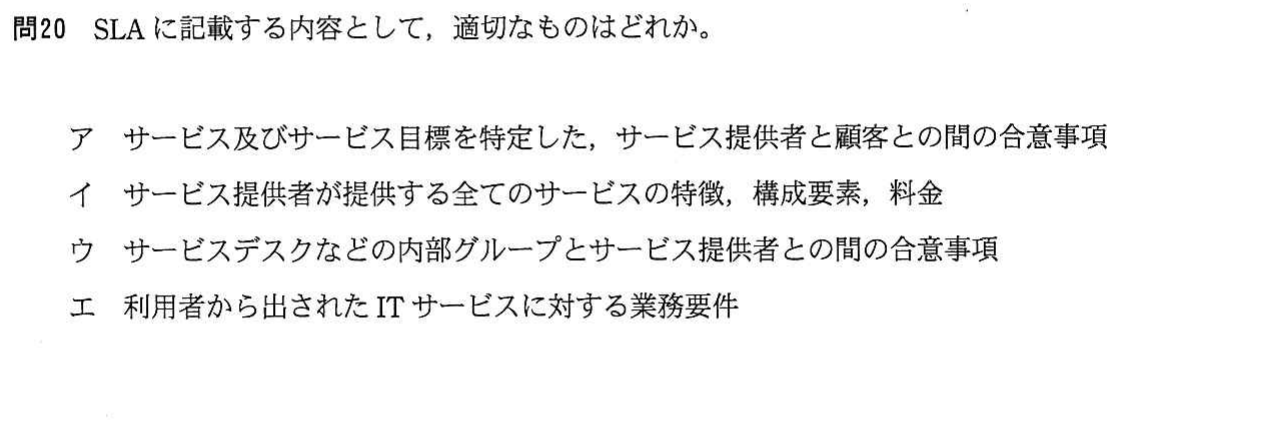 問20 SLAに記載する内容として，適切なものはどれか。
ア サービス及びサービス目標を特定した，サービス提供者と顧客との間の合意事項
イ サービス提供者が提供する全てのサービスの特徴，構成要素，料金
ウ サービスデスクなどの内部グループとサービス提供者との間の合意事項
エ 利用者から出されたITサービスに対する業務要件